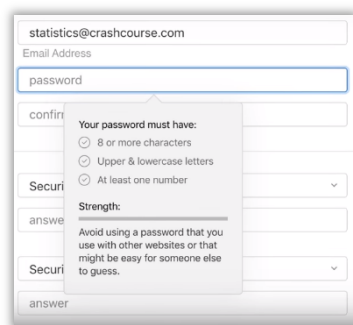 statistics@crashcourse.com
Email Address
password
confir
Your password must have:
8 or more characters
Upper & lowercase letters
At least one number
Strength:
Avoid using a password that you
use with other websites or that
might be easy for someone else
to guess.
Securi
answe
Securi
answer